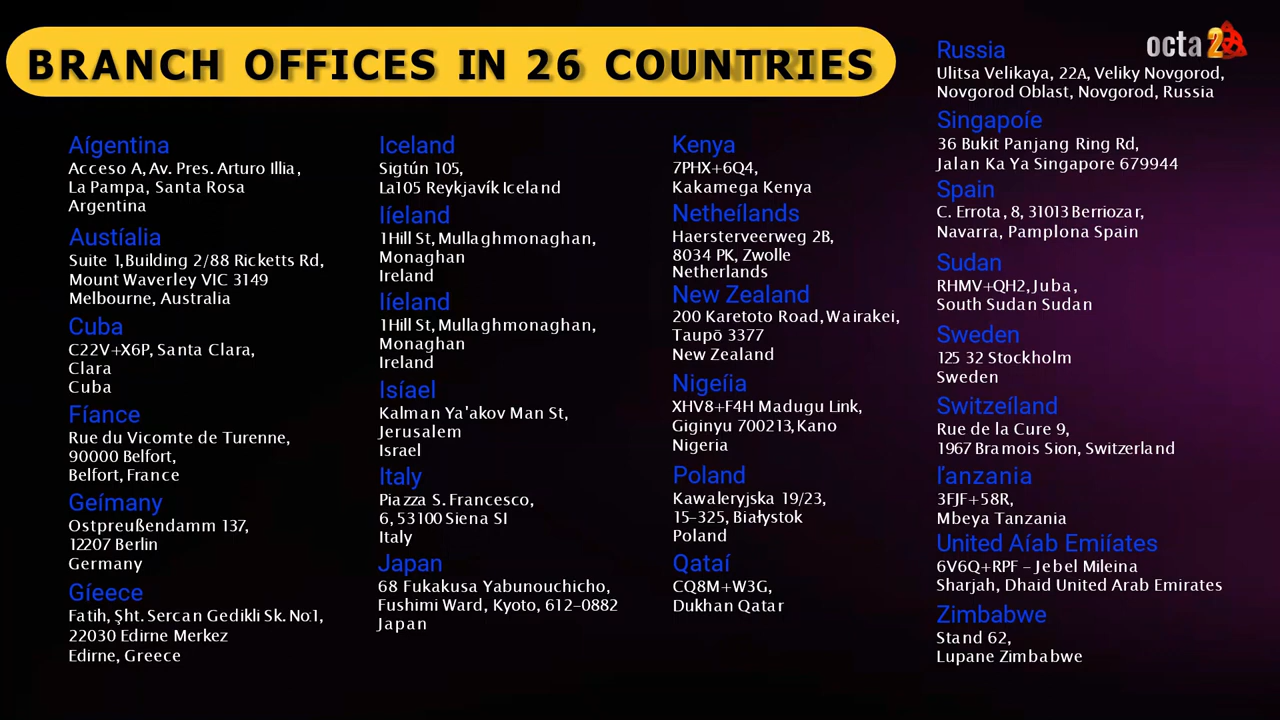 BRANCH OFFICES IN 26 COUNTRIES
octa 2
Aígentina
Acceso A, Av. Pres. Arturo Illia,
La Pampa, Santa Rosa
Argentina
Austíalia
Suite 1,Building 2/88 Ricketts Rd,
Mount Waverley VIC 3149
Melbourne, Australia
Cuba
C22V+X6P, Santa Clara,
Clara
Cuba
Fíance
Rue du Vicomte de Turenne,
90000 Belfort,
Belfort, France
Geímany
Ostpreußendamm 137,
12207 Berlin
Germany
Gíeece
Fatih, Şht. Sercan Gedikli Sk. No:1,
22030 Edirne Merkez
Edirne, Greece
Iceland
Sigtún 105,
La105 Reykjavík Iceland
Iíeland
1Hill St, Mullaghmonaghan,
Monaghan
Ireland
Iíeland
1Hill St, Mullaghmonaghan,
Monaghan
Ireland
Isíael
Kalman Ya'akov Man St,
Jerusalem
Israel
Italy
Piazza S. Francesco,
6, 53100 Siena SI
Italy
Japan
68 Fukakusa Yabunouchicho,
Fushimi Ward, Kyoto, 612-0882
Japan
Kenya
7PHX+6Q4,
Kakamega Kenya
Netheílands
Haersterveerweg 2B,
8034 PK, Zwolle
Netherlands
New Zealand
200 Karetoto Road, Wairakei,
Taupō 3377
New Zealand
Nigeíia
XHV8+F4H Madugu Link,
Giginyu 700213, Kano
Nigeria
Poland
Kawaleryjska 19/23,
15-325, Białystok
Poland
Qataí
CQ8M+W3G,
Dukhan Qatar
Russia
Ulitsa Velikaya, 22A, Veliky Novgorod,
Novgorod Oblast, Novgorod, Russia
Singapoíe
36 Bukit Panjang Ring Rd,
Jalan Ka Ya Singapore 679944
Spain
C. Errota, 8, 31013 Berriozar,
Navarra, Pamplona Spain
Sudan
RHMV+QH2, Juba,
South Sudan Sudan
Sweden
125 32 Stockholm
Sweden
Switzeíland
Rue de la Cure 9,
1967 Bramois Sion, Switzerland
ľanzania
3FJF+58R,
Mbeya Tanzania
United Aíab Emiíates
6V6Q+RPF - Jebel Mileina
Sharjah, Dhaid United Arab Emirates
Zimbabwe
Stand 62,
Lupane Zimbabwe